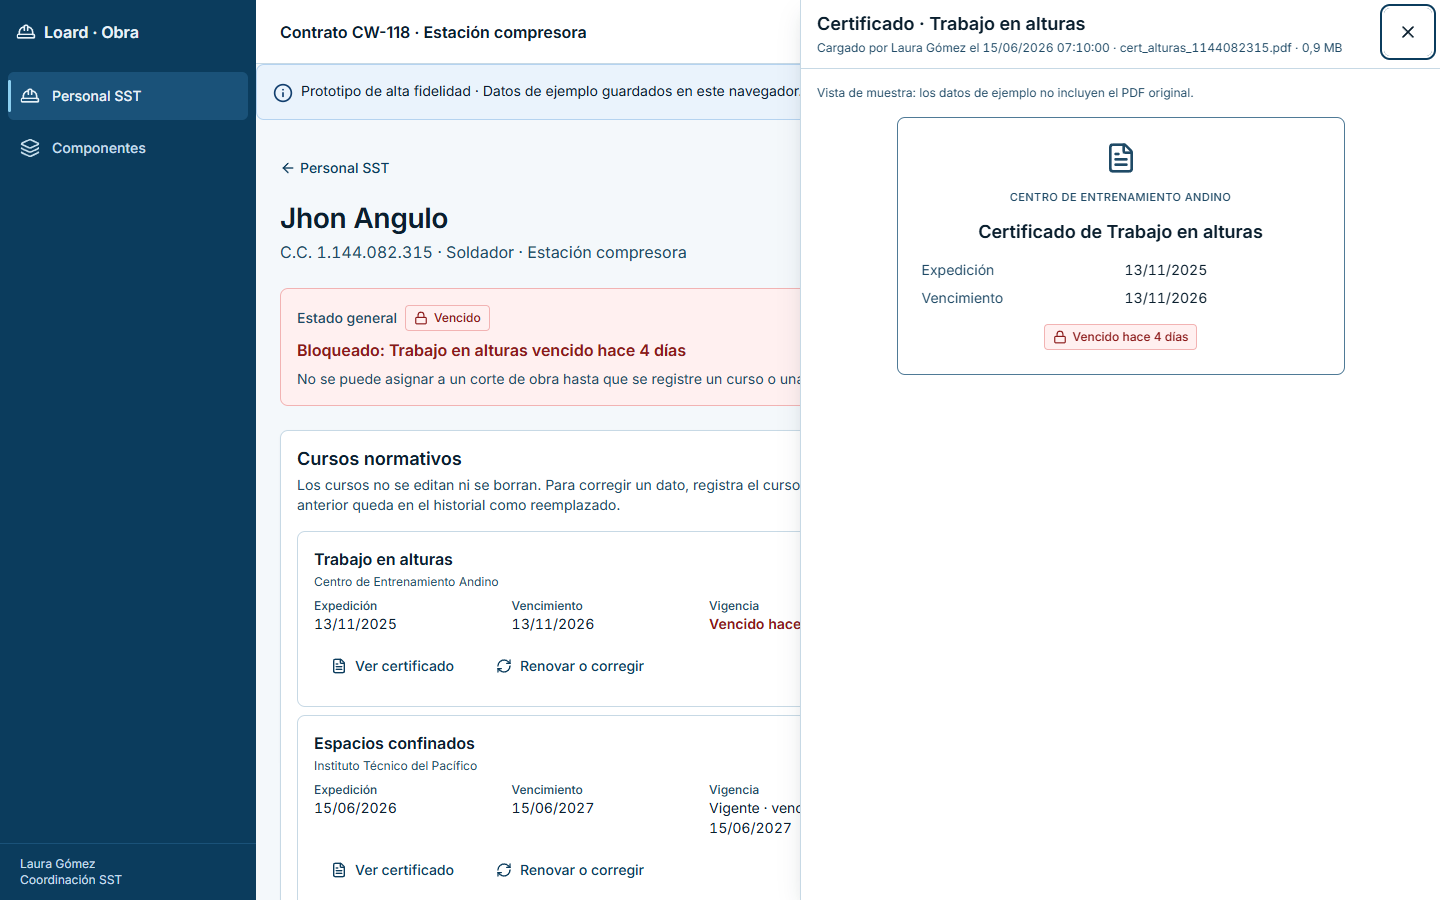 Loard · Obra
Personal SST
Componentes
Laura Gómez
Coordinación SST
Contrato CW-118 · Estación compresora
Prototipo de alta fidelidad · Datos de ejemplo guardados en este navegador.
← Personal SST
Jhon Angulo
C.C. 1.144.082.315 · Soldador · Estación compresora
Estado general Vencido
Bloqueado: Trabajo en alturas vencido hace 4 días
No se puede asignar a un corte de obra hasta que se registre un curso o una
Cursos normativos
Los cursos no se editan ni se borran. Para corregir un dato, registra el curso
anterior queda en el historial como reemplazado.
Trabajo en alturas
Centro de Entrenamiento Andino
Expedición Vencimiento Vigencia
13/11/2025 13/11/2026 Vencido hace
Ver certificado Renovar o corregir
Espacios confinados
Instituto Técnico del Pacífico
Expedición Vencimiento Vigencia
15/06/2026 15/06/2027 Vigente ·
15/06/2027
Ver certificado Renovar o corregir
Certificado · Trabajo en alturas
Cargado por Laura Gómez el 15/06/2026 07:10:00 · cert_alturas_1144082315.pdf · 0,9 MB
Vista de muestra: los datos de ejemplo no incluyen el PDF original.
CENTRO DE ENTRENAMIENTO ANDINO
Certificado de Trabajo en alturas
Expedición 13/11/2025
Vencimiento 13/11/2026
Vencido hace 4 días